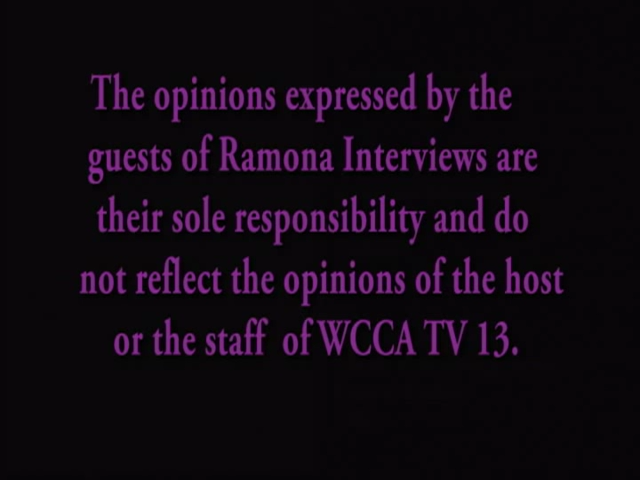 The opinions expressed by the
guests of Ramona Interviews are
their sole responsibility and do
not reflect the opinions of the host
or the staff of WCCA TV 13.